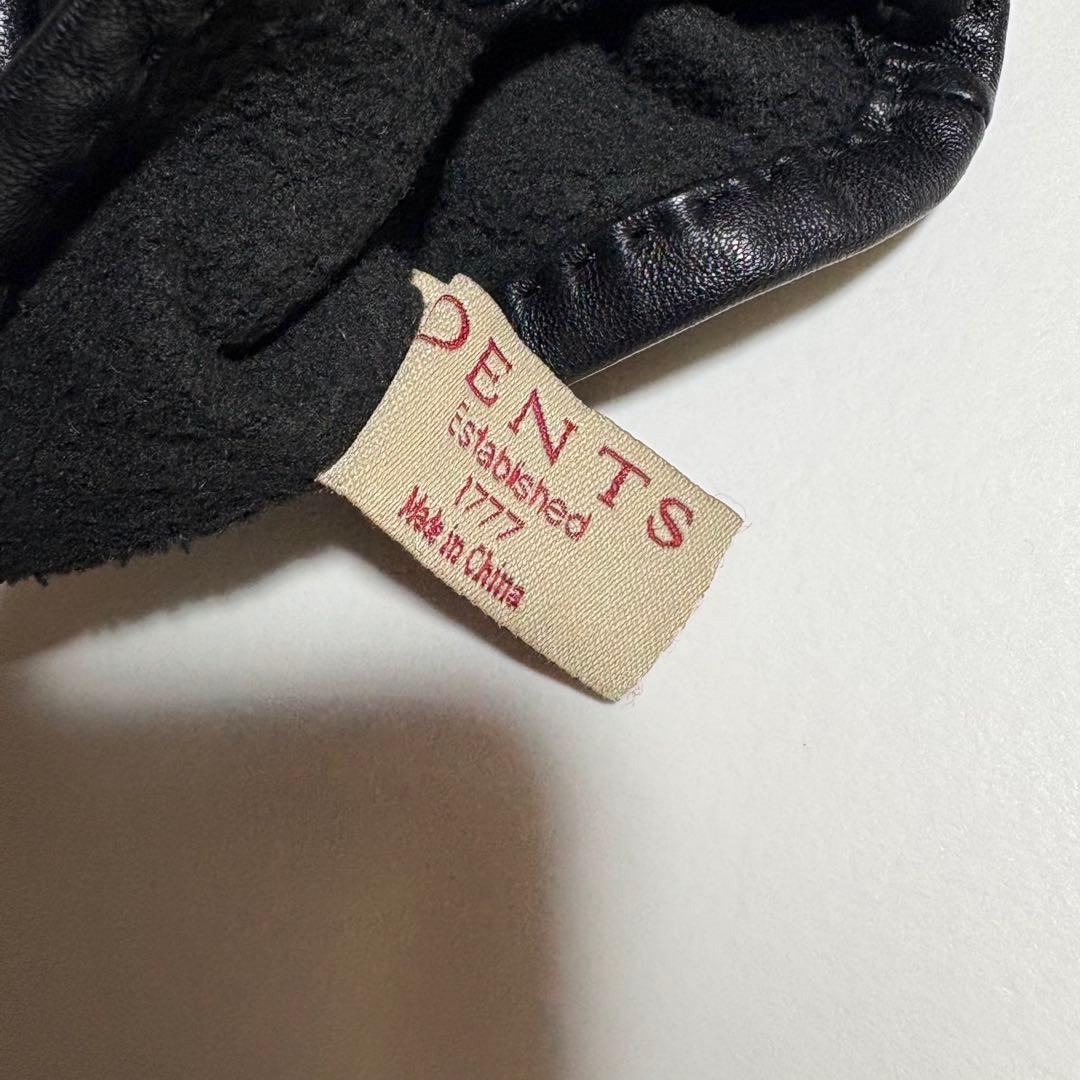 DENTS
Established
1777
Made in China